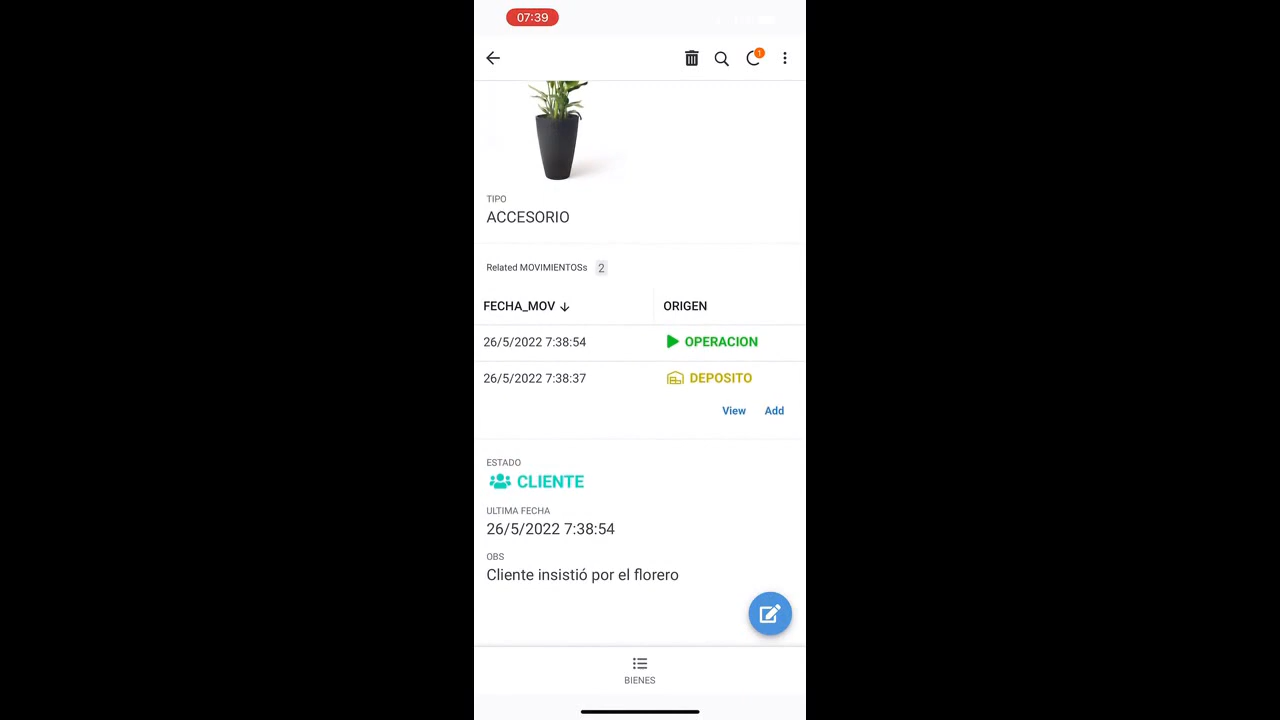 07:39
1
TIPO
ACCESORIO
Related MOVIMIENTOSs 2
FECHA_MOV ORIGEN
26/5/2022 7:38:54 OPERACION
26/5/2022 7:38:37 DEPOSITO
View Add
ESTADO
CLIENTE
ULTIMA FECHA
26/5/2022 7:38:54
OBS
Cliente insistió por el florero
BIENES